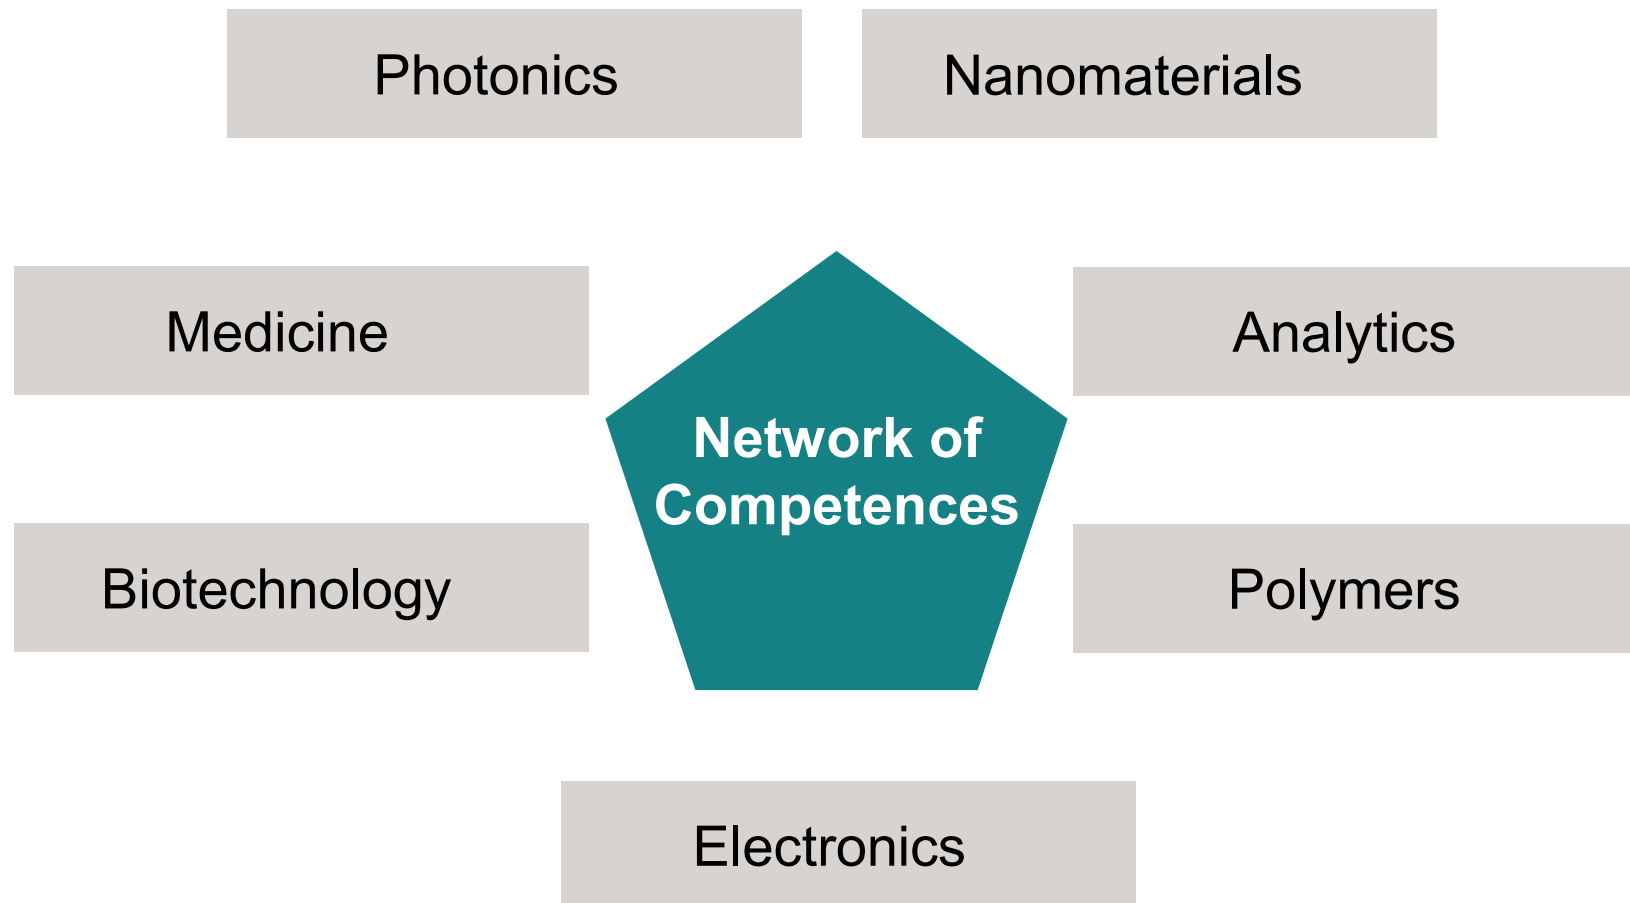 Photonics
Nanomaterials
Medicine
Analytics
Network of
Competences
Biotechnology
Polymers
Electronics